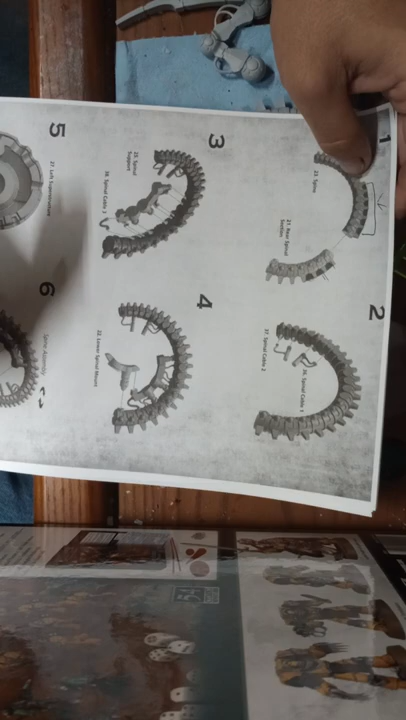 1
23. Spine
21. Rear Spinal
Section
2
36. Spinal Cable 1
37. Spinal Cable 2
3
25. Spinal
Support
38. Spinal Cable 3
4
22. Lower Spinal Mount
5
27. Left Superstructure
6
Spine Assembly